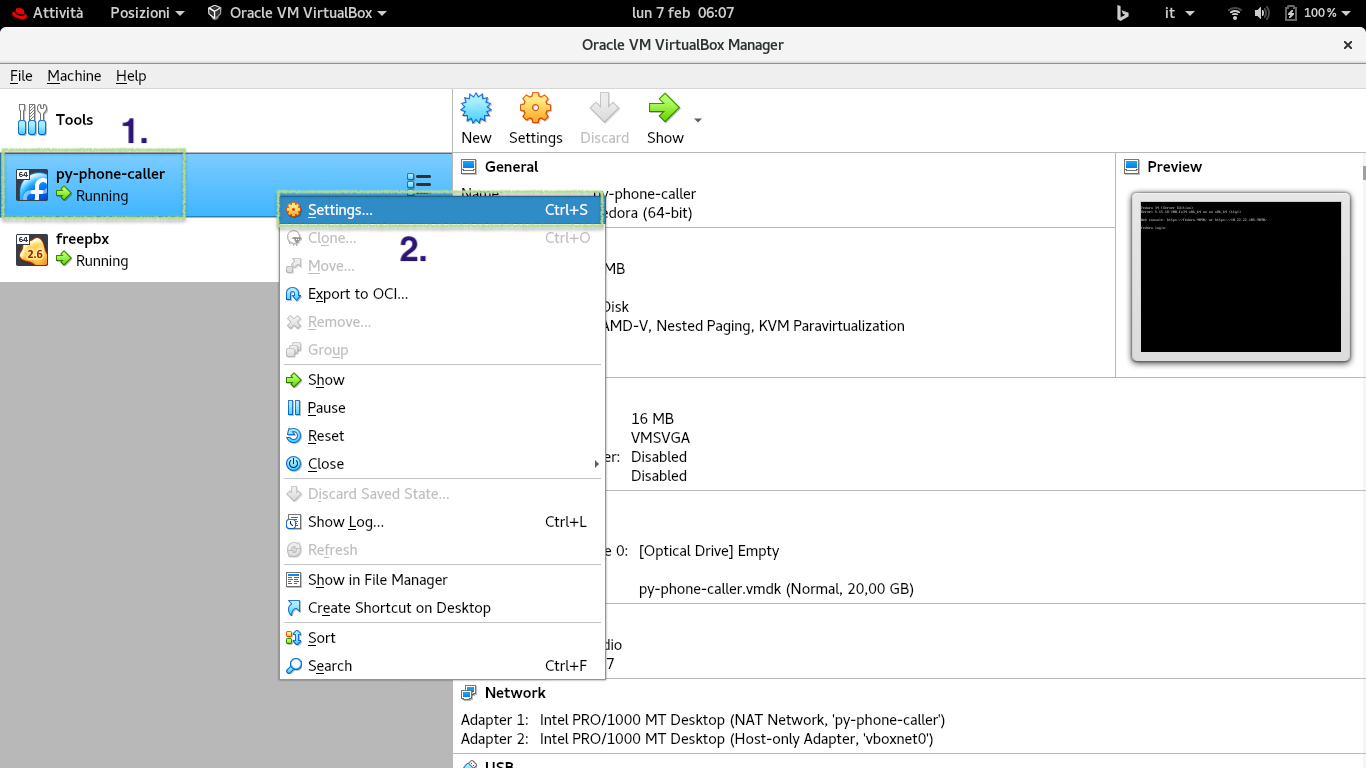 Attività Posizioni Oracle VM VirtualBox lun 7 feb 06:07 it 100%
Oracle VM VirtualBox Manager
File Machine Help
Tools
1.
New Settings Discard Show
64 py-phone-caller
Running
64 freepbx
2.6 Running
Settings... Ctrl+S
2.
Clone... Ctrl+O
Move...
Export to OCI...
Remove...
Group
Show
Pause
Reset
Close
Discard Saved State...
Show Log... Ctrl+L
Refresh
Show in File Manager
Create Shortcut on Desktop
Sort
Search Ctrl+F
General
Name py-phone-caller
edora (64-bit)
MB
Disk
AMD-V, Nested Paging, KVM Paravirtualization
16 MB
VMSVGA
er: Disabled
Disabled
e 0: [Optical Drive] Empty
py-phone-caller.vmdk (Normal, 20,00 GB)
dio
7
Network
Adapter 1: Intel PRO/1000 MT Desktop (NAT Network, 'py-phone-caller')
Adapter 2: Intel PRO/1000 MT Desktop (Host-only Adapter, 'vboxnet0')
USB
Preview